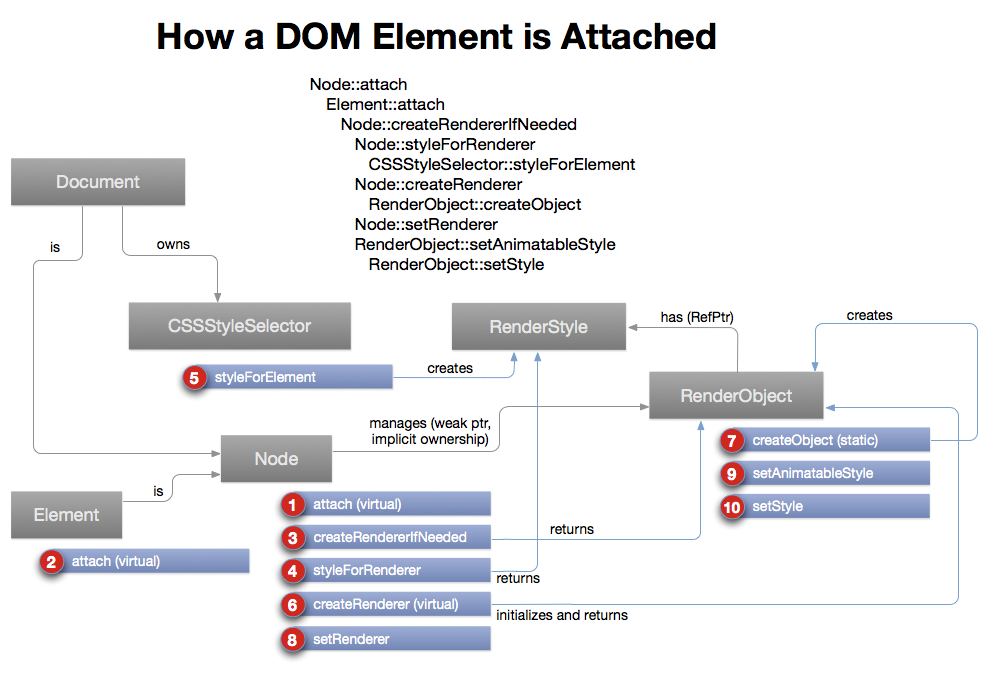 How a DOM Element is Attached
Node::attach
Element::attach
Node::createRendererIfNeeded
Node::styleForRenderer
CSSStyleSelector::styleForElement
Node::createRenderer
RenderObject::createObject
Node::setRenderer
RenderObject::setAnimatableStyle
RenderObject::setStyle
Document
is
owns
CSSStyleSelector
5 styleForElement
creates
RenderStyle
has (RefPtr)
creates
RenderObject
7 createObject (static)
9 setAnimatableStyle
10 setStyle
manages (weak ptr,
implicit ownership)
Node
is
Element
2 attach (virtual)
1 attach (virtual)
3 createRendererIfNeeded
returns
4 styleForRenderer
returns
6 createRenderer (virtual)
initializes and returns
8 setRenderer